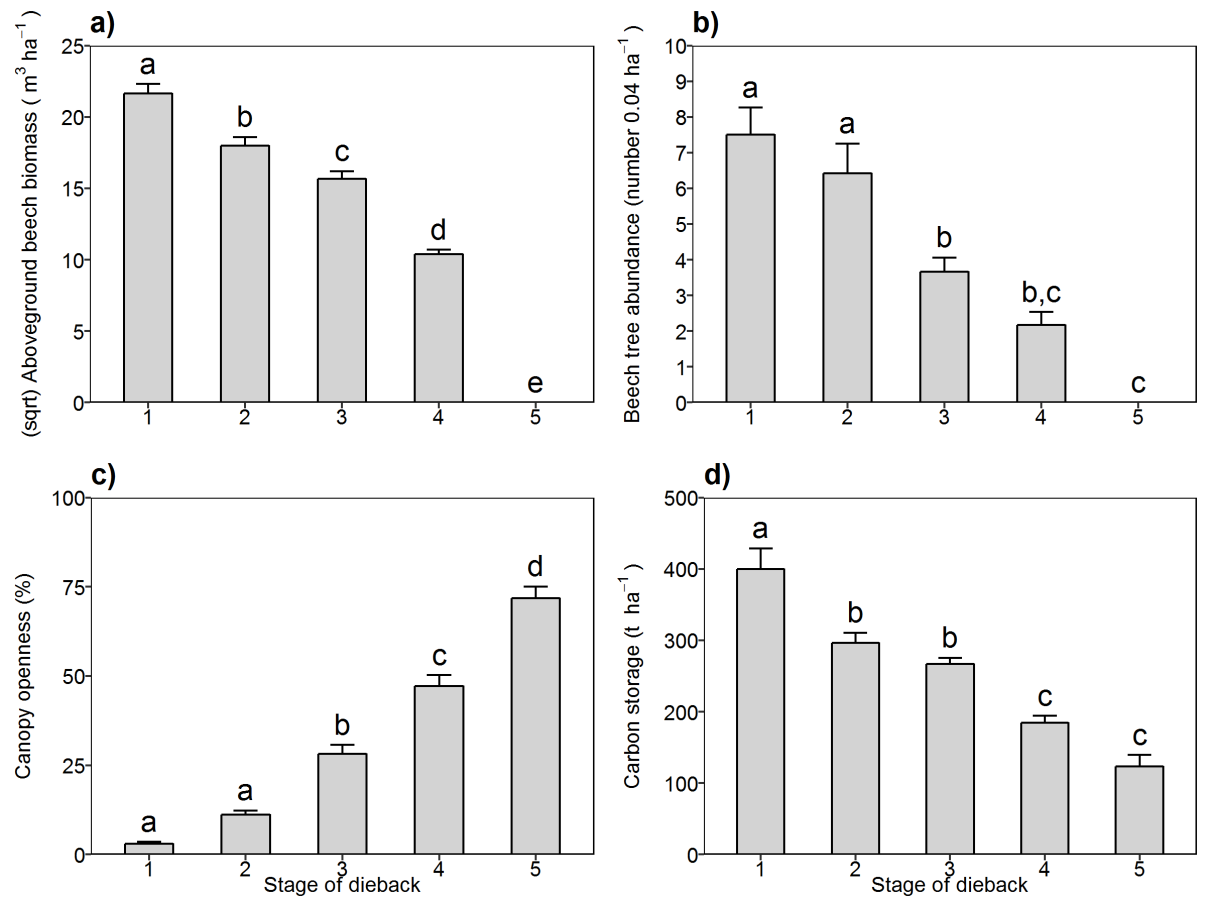 a)
(sqrt) Aboveground beech biomass ( m³ ha⁻¹ )
25
20
15
10
5
0
a
b
c
d
e
1 2 3 4 5
b)
Beech tree abundance (number 0.04 ha⁻¹ )
10
9
8
7
6
5
4
3
2
1
0
a
a
b
b,c
c
1 2 3 4 5
c)
Canopy openness (%)
100
75
50
25
0
a
a
b
c
d
1 2 3 4 5
Stage of dieback
d)
Carbon storage (t ha⁻¹ )
500
400
300
200
100
0
a
b
b
c
c
1 2 3 4 5
Stage of dieback